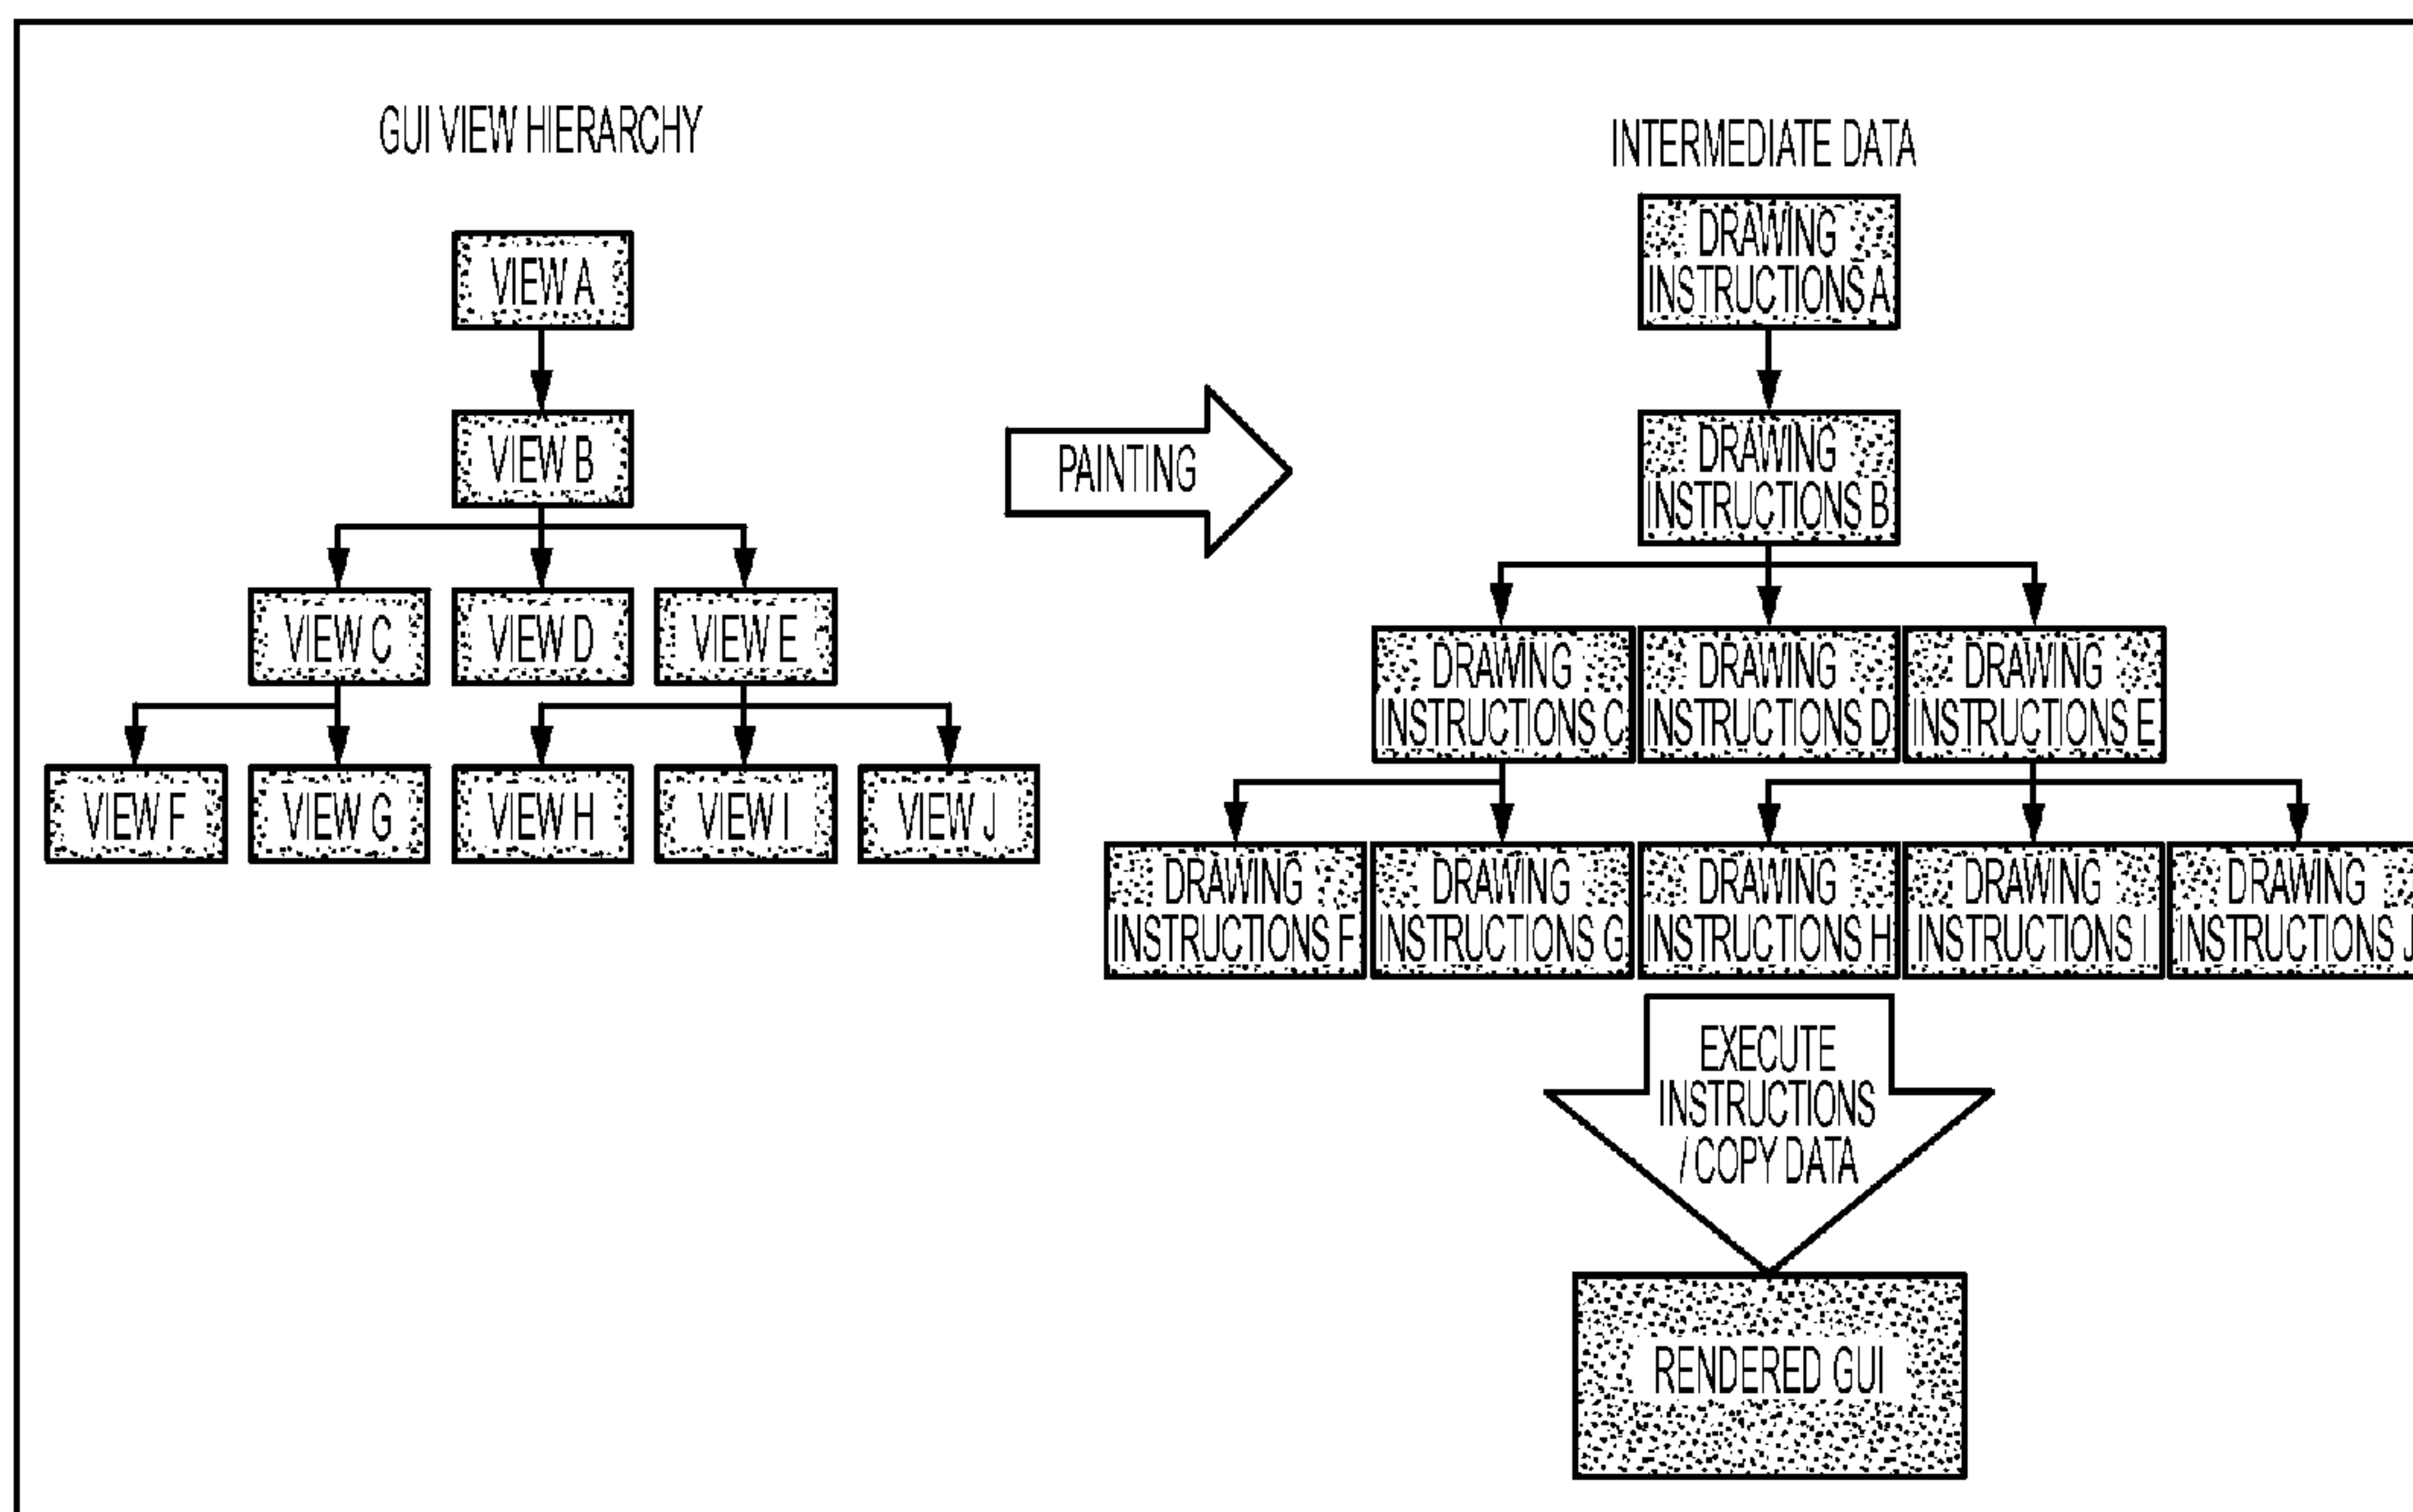 GUI VIEW HIERARCHY
VIEW A
VIEW B
VIEW C
VIEW D
VIEW E
VIEW F
VIEW G
VIEW H
VIEW I
VIEW J
PAINTING
INTERMEDIATE DATA
DRAWING
INSTRUCTIONS A
DRAWING
INSTRUCTIONS B
DRAWING
INSTRUCTIONS C
DRAWING
INSTRUCTIONS D
DRAWING
INSTRUCTIONS E
DRAWING
INSTRUCTIONS F
DRAWING
INSTRUCTIONS G
DRAWING
INSTRUCTIONS H
DRAWING
INSTRUCTIONS I
DRAWING
INSTRUCTIONS J
EXECUTE
INSTRUCTIONS
/ COPY DATA
RENDERED GUI